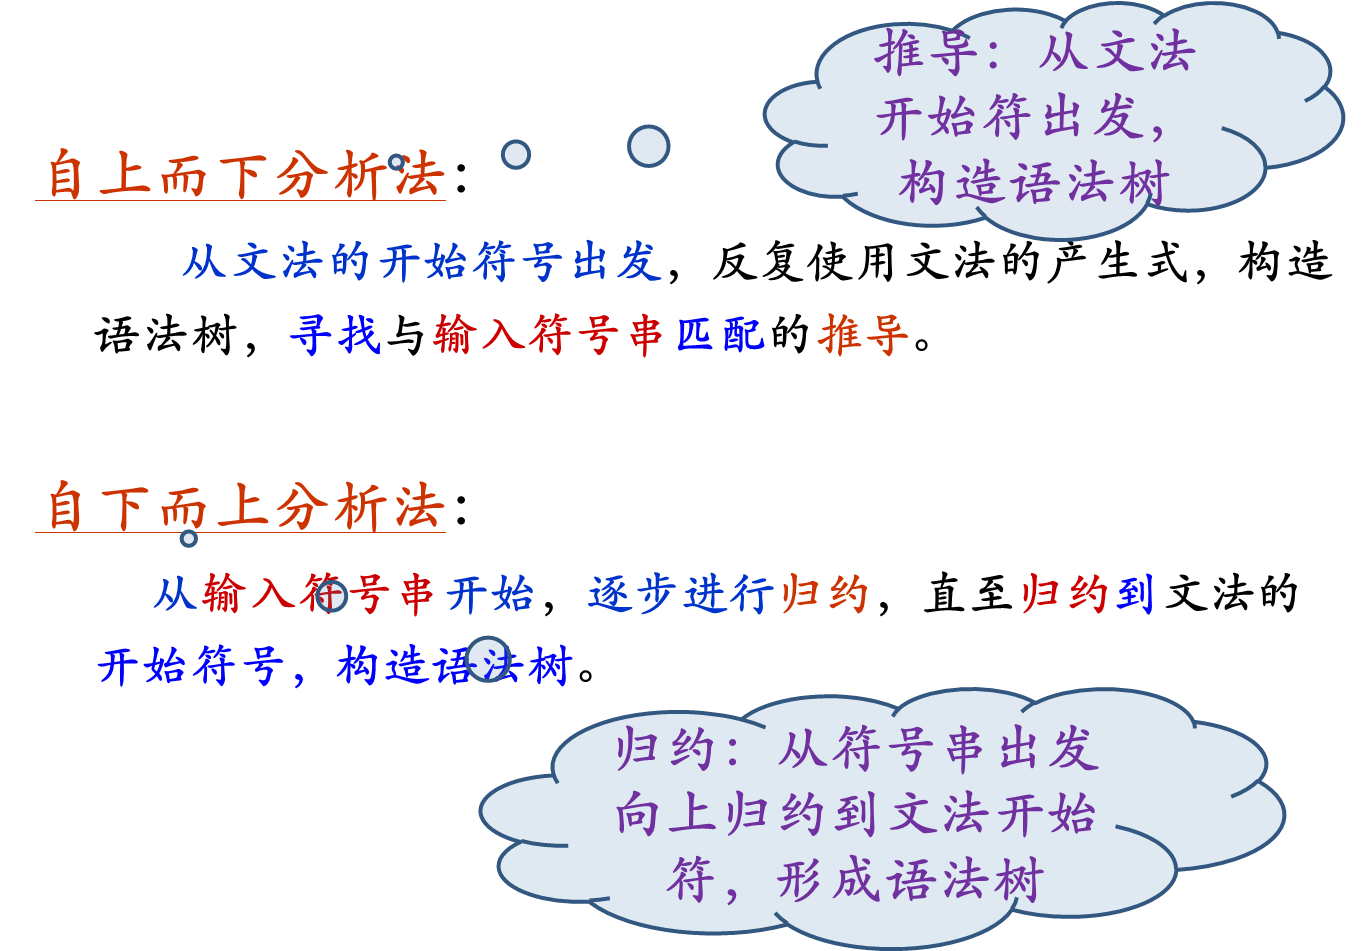 推导：从文法
开始符出发，
构造语法树
自上而下分析法：
从文法的开始符号出发，反复使用文法的产生式，构造
语法树，寻找与输入符号串匹配的推导。
自下而上分析法：
从输入符号串开始，逐步进行归约，直至归约到文法的
开始符号，构造语法树。
归约：从符号串出发
向上归约到文法开始
符，形成语法树